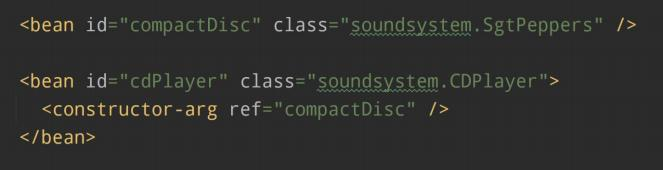 <bean id="compactDisc" class="soundsystem.SgtPeppers" />
<bean id="cdPlayer" class="soundsystem.CDPlayer">
<constructor-arg ref="compactDisc" />
</bean>